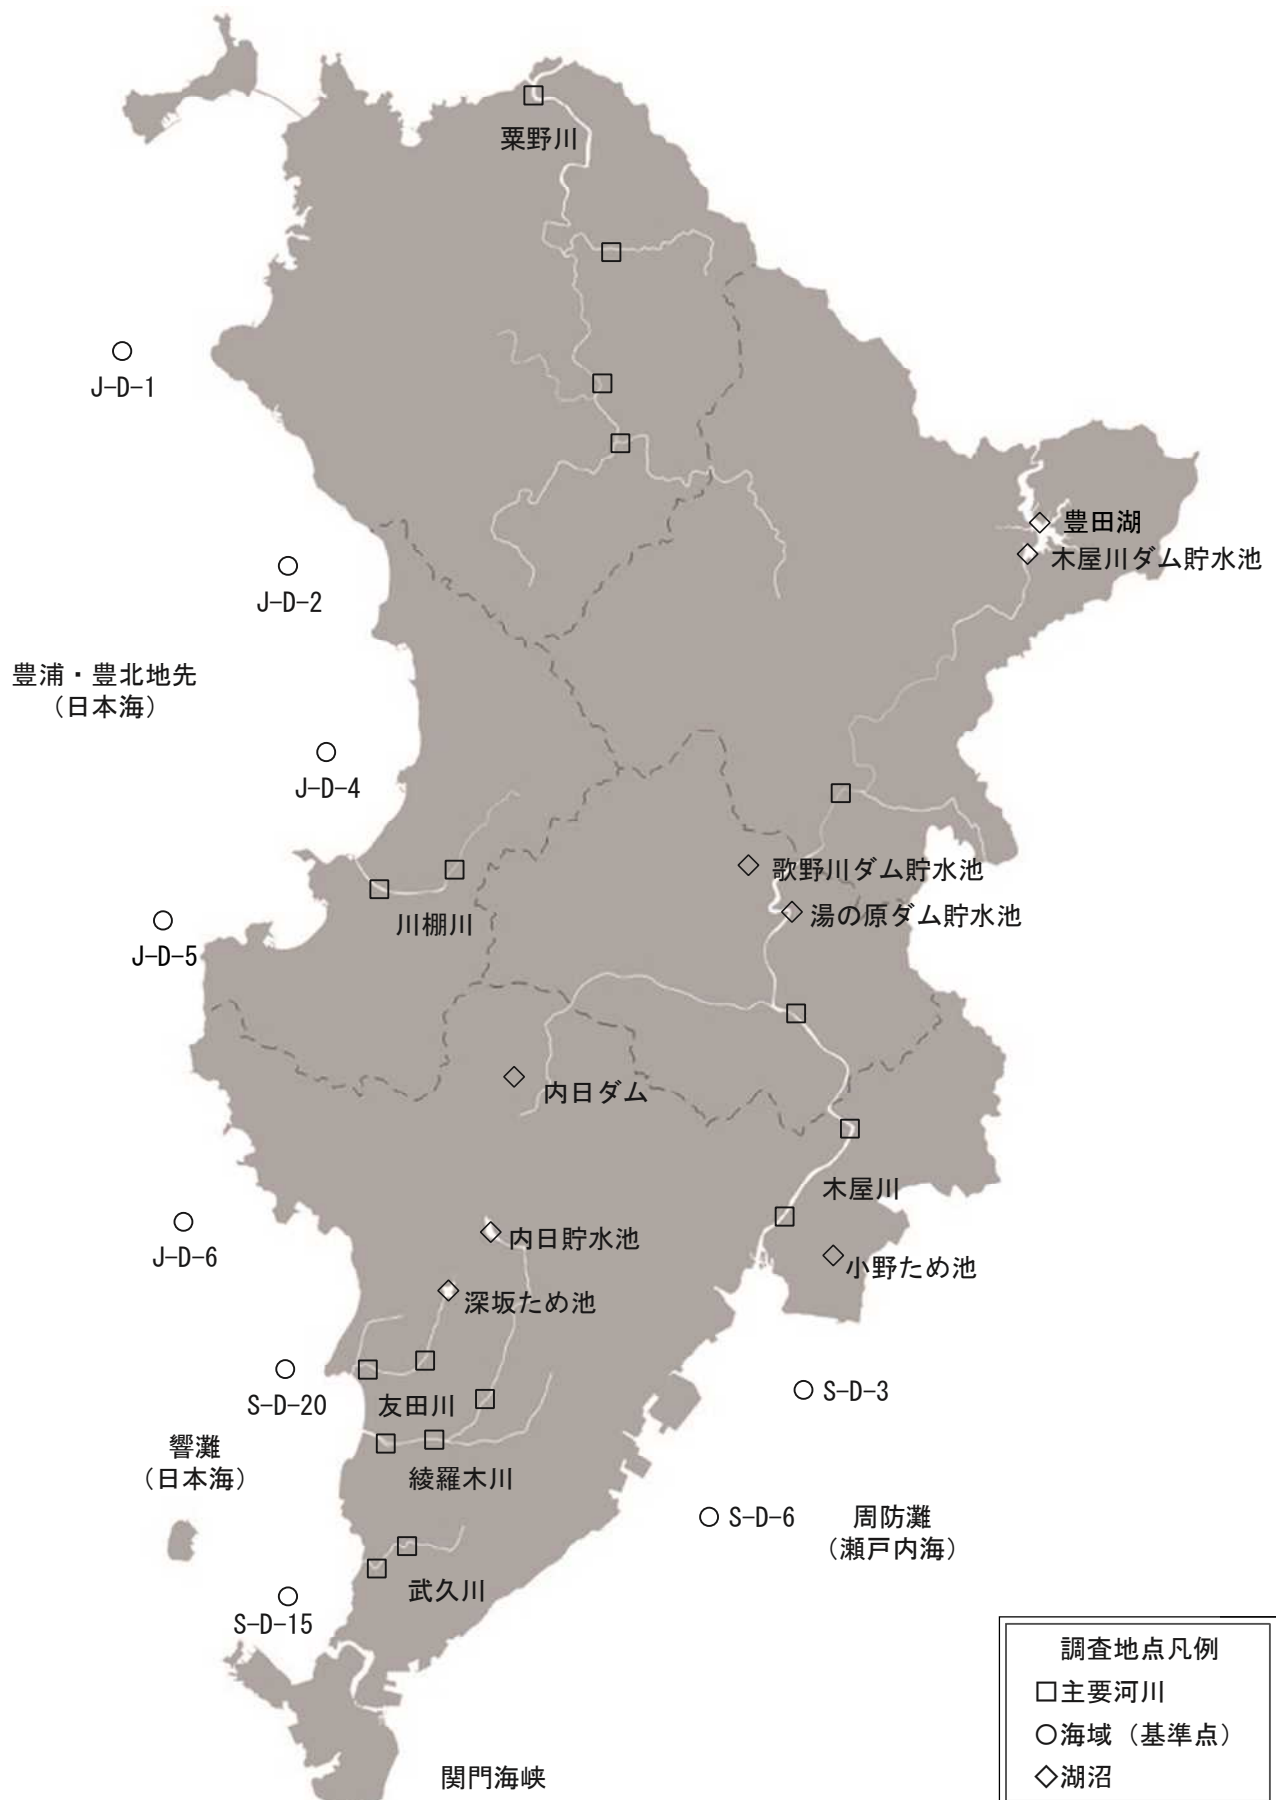 粟野川
J-D-1
豊田湖
木屋川ダム貯水池
J-D-2
豊浦・豊北地先
（日本海）
J-D-4
歌野川ダム貯水池
湯の原ダム貯水池
川棚川
J-D-5
内日ダム
木屋川
内日貯水池
J-D-6
小野ため池
深坂ため池
S-D-3
S-D-20
友田川
響灘
（日本海）
綾羅木川
S-D-6
周防灘
（瀬戸内海）
武久川
S-D-15
調査地点凡例
□主要河川
○海域（基準点）
◇湖沼
関門海峡